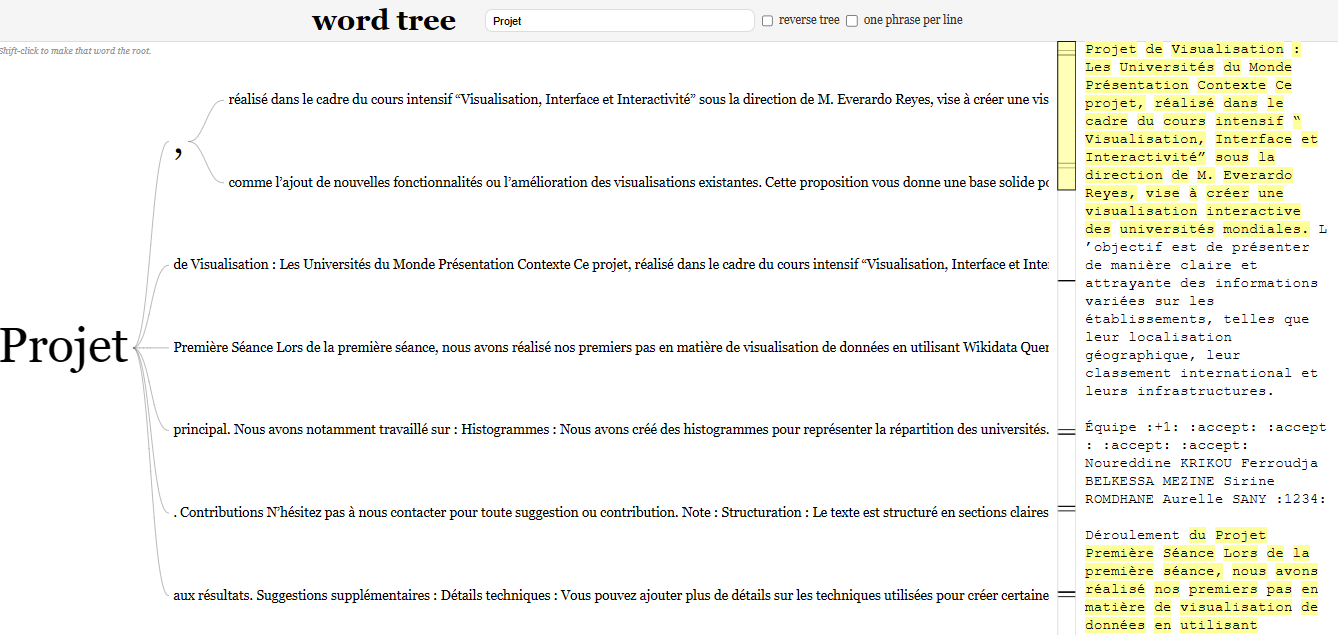 word tree
Projet
reverse tree
one phrase per line
Shift-click to make that word the root.
Projet
,
réalisé dans le cadre du cours intensif “Visualisation, Interface et Interactivité” sous la direction de M. Everardo Reyes, vise à créer une vis
comme l’ajout de nouvelles fonctionnalités ou l’amélioration des visualisations existantes. Cette proposition vous donne une base solide po
de Visualisation : Les Universités du Monde Présentation Contexte Ce projet, réalisé dans le cadre du cours intensif “Visualisation, Interface et Inter
Première Séance Lors de la première séance, nous avons réalisé nos premiers pas en matière de visualisation de données en utilisant Wikidata Quer
principal. Nous avons notamment travaillé sur : Histogrammes : Nous avons créé des histogrammes pour représenter la répartition des universités.
. Contributions N’hésitez pas à nous contacter pour toute suggestion ou contribution. Note : Structuration : Le texte est structuré en sections claires
aux résultats. Suggestions supplémentaires : Détails techniques : Vous pouvez ajouter plus de détails sur les techniques utilisées pour créer certaine
Projet de Visualisation :
Les Universités du Monde
Présentation Contexte Ce
projet, réalisé dans le
cadre du cours intensif “
Visualisation, Interface et
Interactivité” sous la
direction de M. Everardo
Reyes, vise à créer une
visualisation interactive
des universités mondiales. L
’objectif est de présenter
de manière claire et
attrayante des informations
variées sur les
établissements, telles que
leur localisation
géographique, leur
classement international et
leurs infrastructures.
Équipe :+1: :accept: :accept
: :accept: :accept:
Noureddine KRIKOU Ferroudja
BELKESSA MEZINE Sirine
ROMDHANE Aurelle SANY :1234:
Déroulement du Projet
Première Séance Lors de la
première séance, nous avons
réalisé nos premiers pas en
matière de visualisation de
données en utilisant